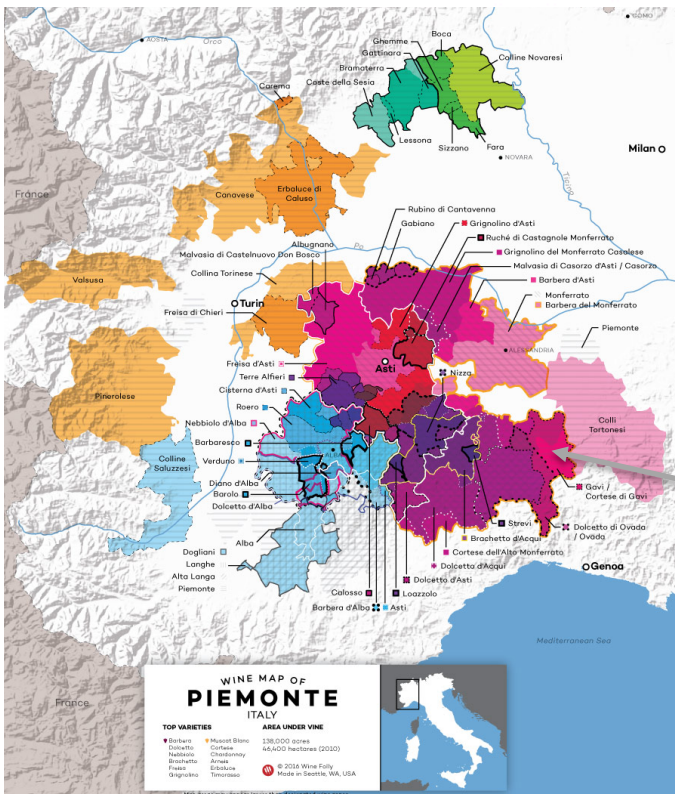 COMO
AOSTA
Orco
Boca
Ghemme
Gattinara
Bramaterra
Coste della Sesia
Colline Novaresi
Carema
Lessona
Sizzano
Fara
NOVARA
Milan
Ticino
France
Canavese
Erbaluce di
Caluso
Rubino di Cantavenna
Gabiano
Grignolino d'Asti
Ruché di Castagnole Monferrato
Grignolino del Monferrato Casalese
Malvasia di Casorzo d'Asti / Casorzo
Barbera d'Asti
Monferrato
Barbera del Monferrato
Piemonte
Po
Albugnano
Malvasia di Castelnuovo Don Bosco
Collina Torinese
Valsusa
Turin
Freisa di Chieri
Asti
ALESSANDRIA
Nizza
Freisa d'Asti
Terre Alfieri
Cisterna d'Asti
Roero
Nebbiolo d'Alba
Barbaresco
Verduno
Diano d'Alba
Barolo
Dolcetto d'Alba
Pinerolese
Colline
Saluzzesi
Colli
Tortonesi
Gavi /
Cortese di Gavi
Dolcetto di Ovada
/ Ovada
Strevi
Brachetto d'Acqui
Cortese dell'Alto Monferrato
Dolcetto d'Acqui
Dolcetto d'Asti
Loazzolo
Calosso
Barbera d'Alba
Asti
Alba
Dogliani
Langhe
Alta Langa
Piemonte
Genoa
Mediterranean Sea
France
WINE MAP OF
PIEMONTE
ITALY
TOP VARIETIES
Barbera
Dolcetto
Nebbiolo
Brachetto
Freisa
Grignolino
Muscat Blanc
Cortese
Chardonnay
Arneis
Erbaluce
Timorasso
AREA UNDER VINE
138,000 acres
46,400 hectares (2010)
© 2016 Wine Folly
Made in Seattle, WA, USA